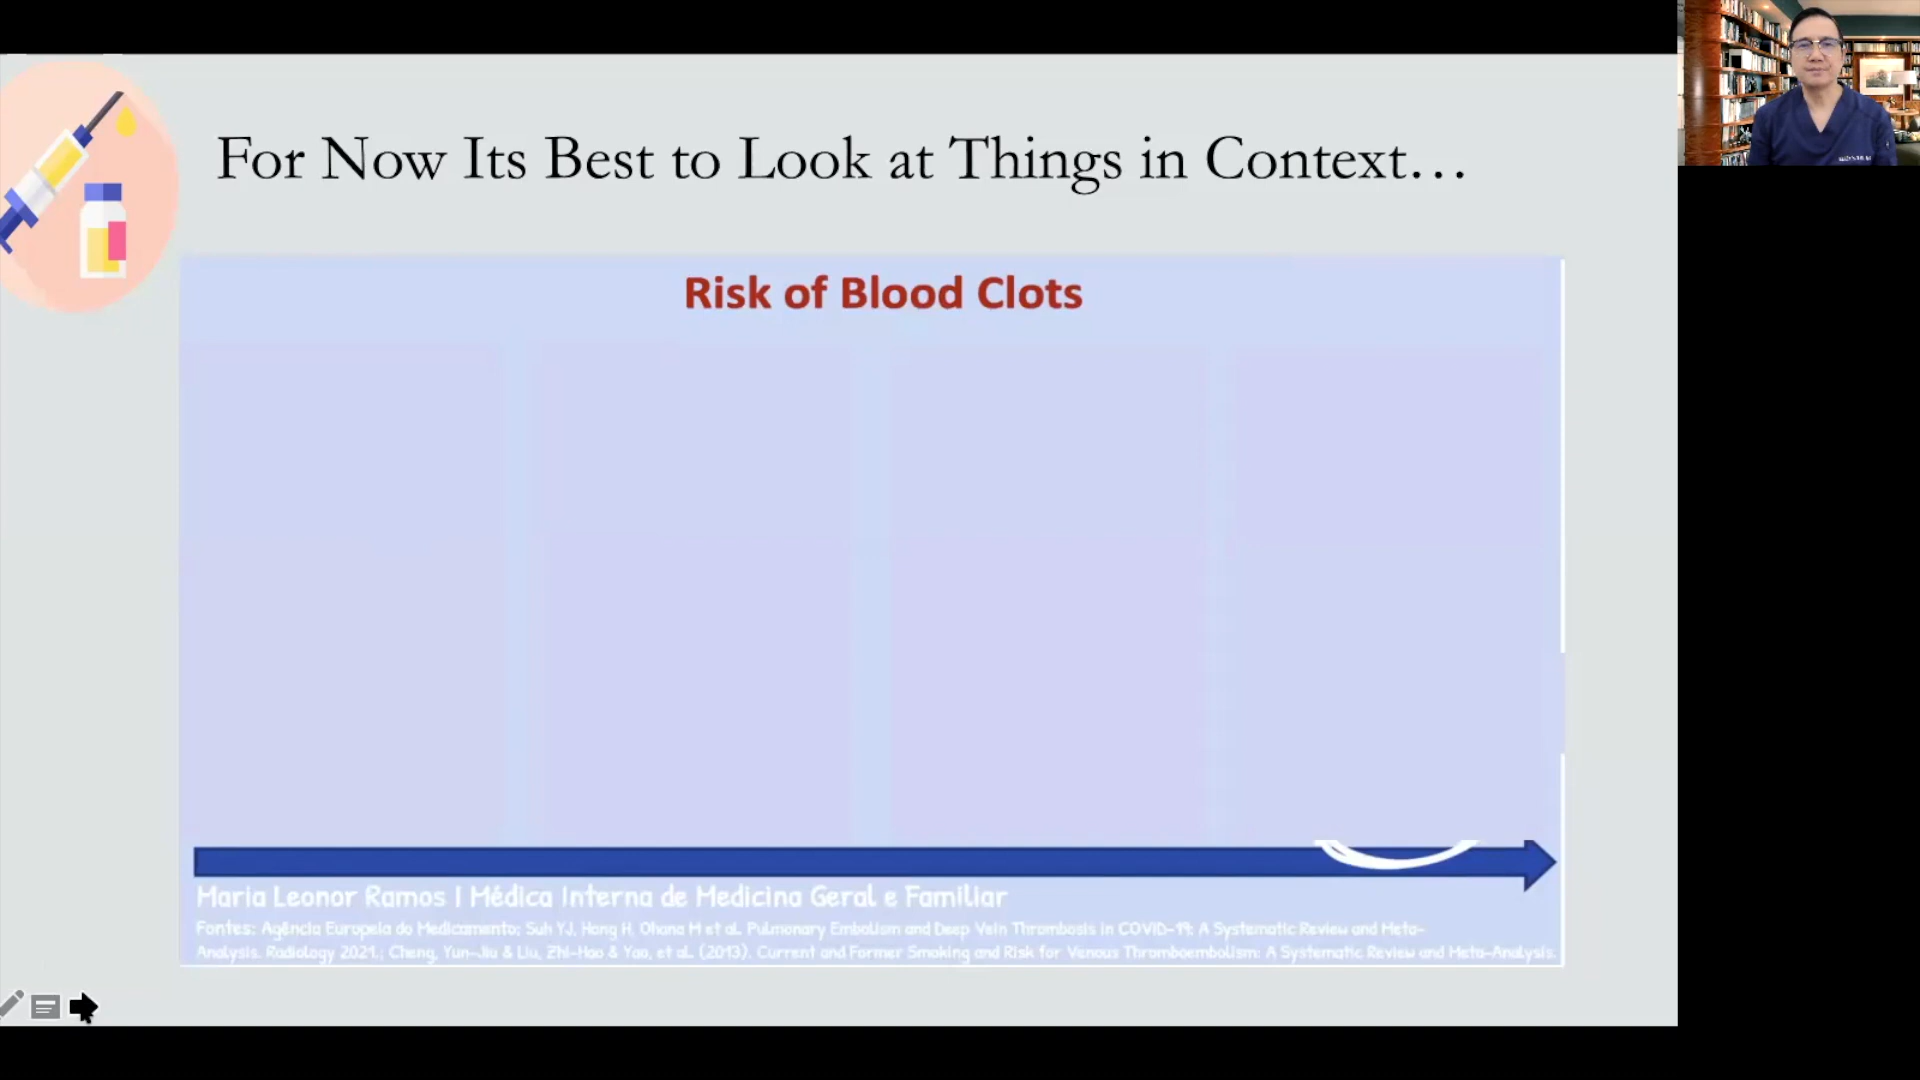 For Now Its Best to Look at Things in Context…
Risk of Blood Clots
Maria Leonor Ramos | Médica Interna de Medicina Geral e Familiar
Fontes: Agência Europeia do Medicamento; Suh YJ, Hong H, Ohana M et al. Pulmonary Embolism and Deep Vein Thrombosis in COVID-19: A Systematic Review and Meta-
Analysis. Radiology 2021.; Cheng, Yun-Jiu & Liu, Zhi-Hao & Yao, et al. (2013). Current and Former Smoking and Risk for Venous Thromboembolism: A Systematic Review and Meta-Analysis.